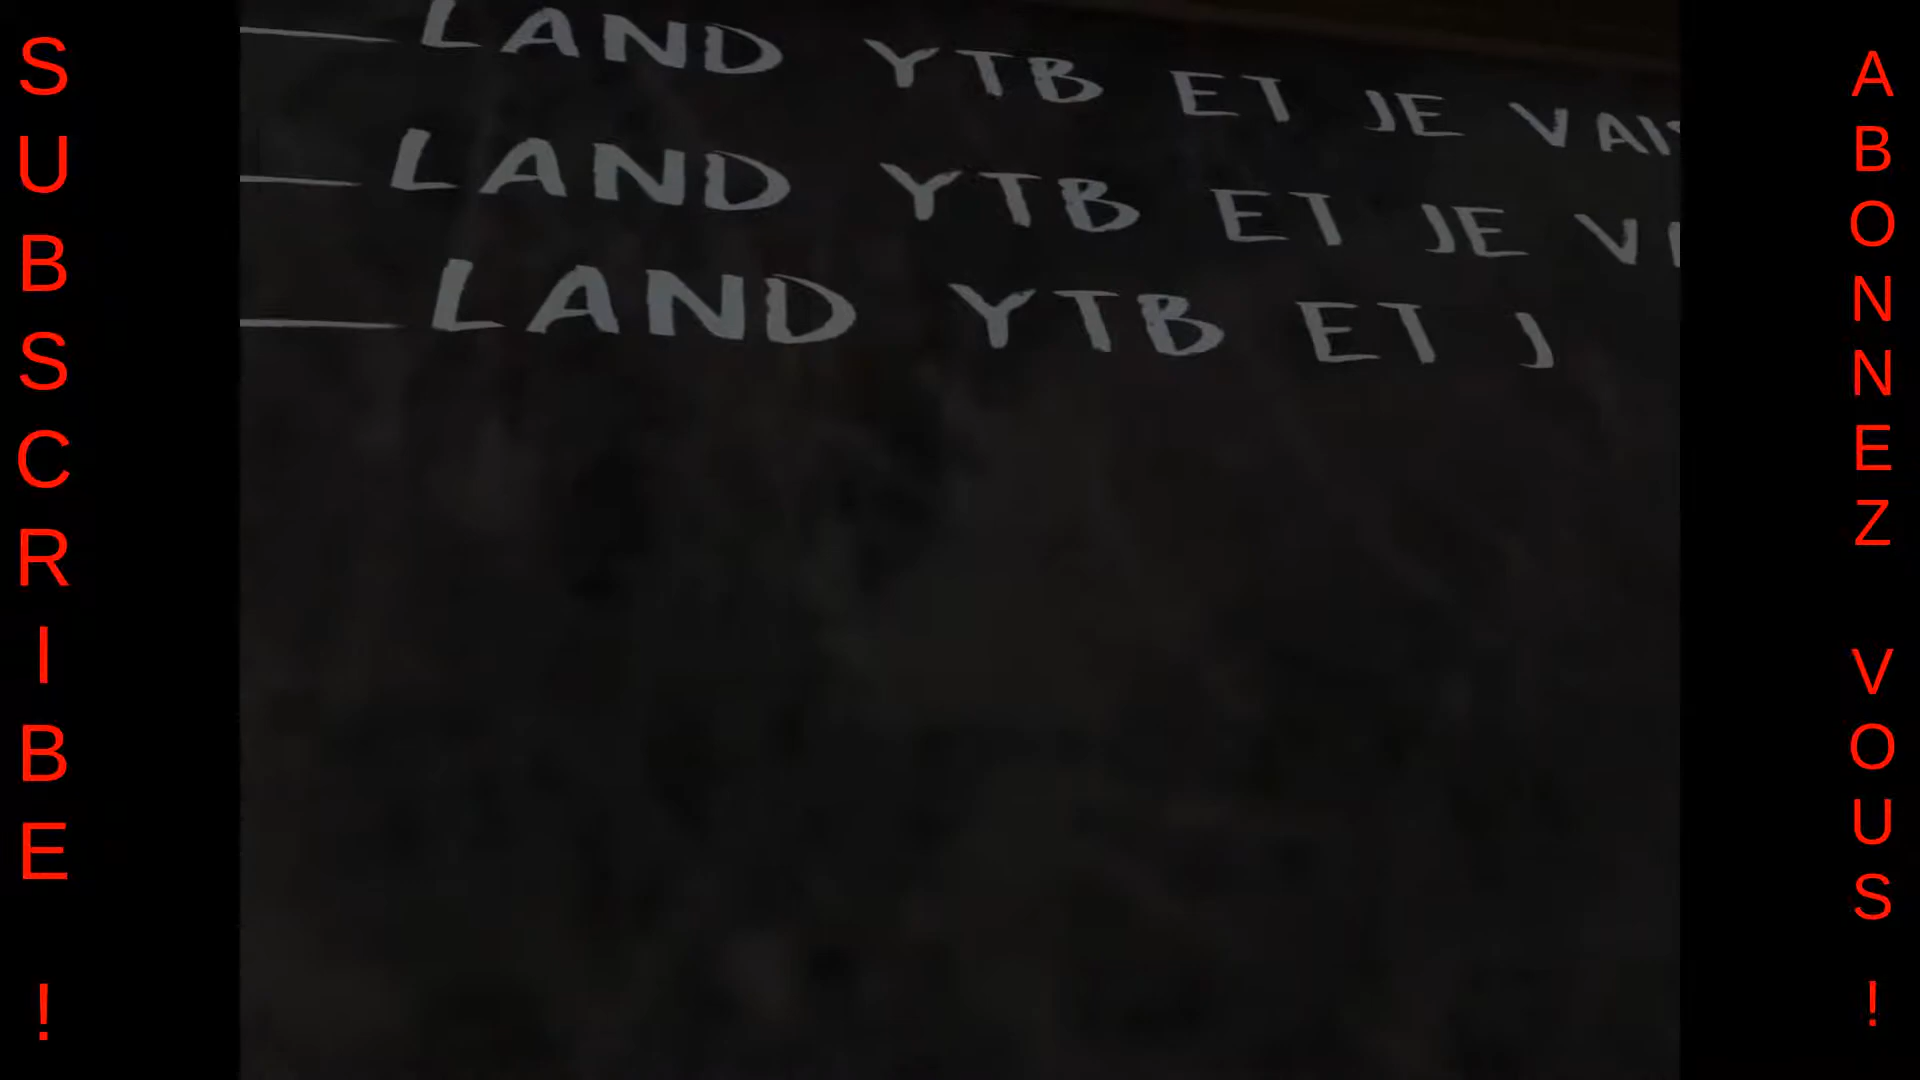 SUBSCRIBE !
LAND YTB ET JE
LAND YTB ET JE
LAND YTB ET J
ABONNEZ VOUS !